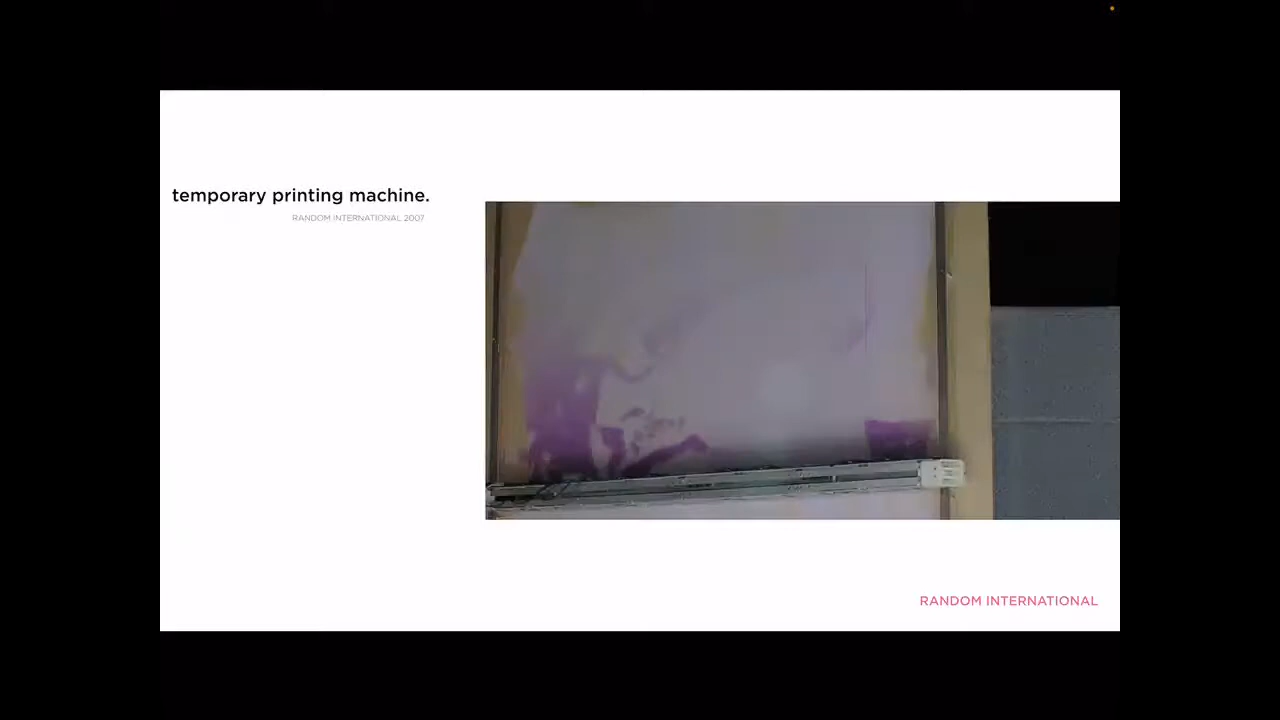 temporary printing machine.
RANDOM INTERNATIONAL 2007
RANDOM INTERNATIONAL